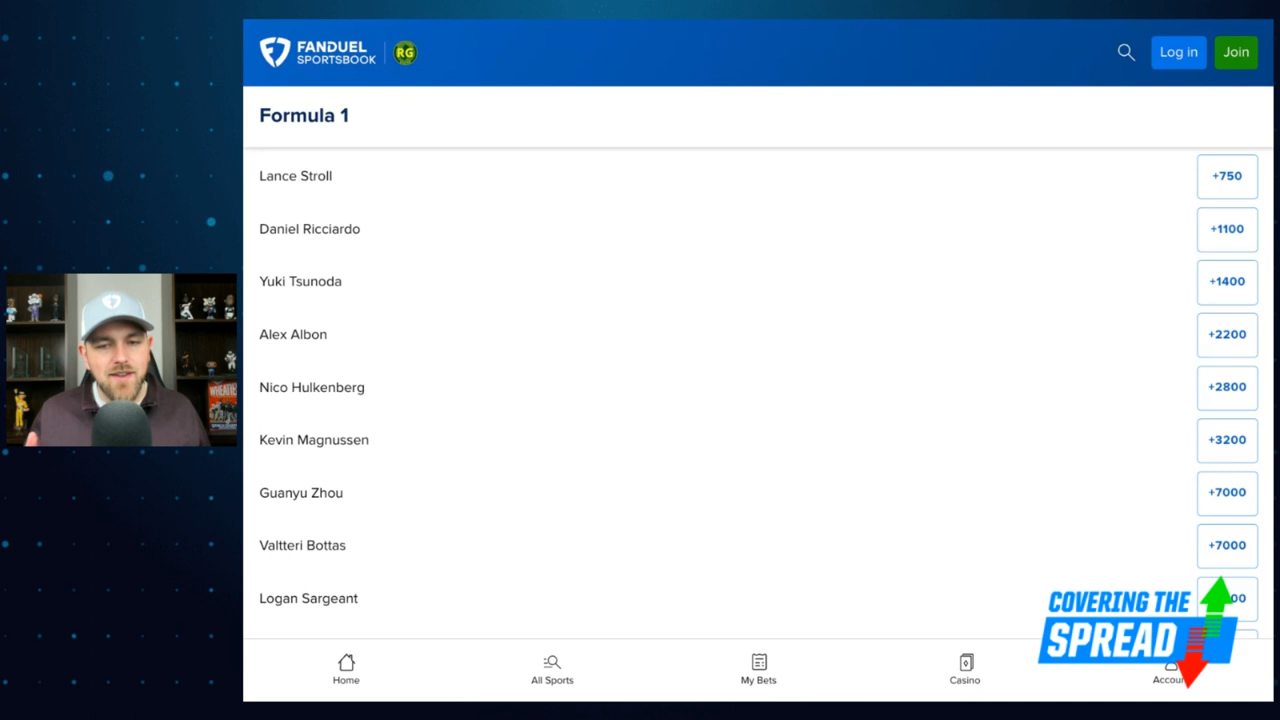 FANDUEL
SPORTSBOOK
RG
Log in
Join
Formula 1
Lance Stroll
+750
Daniel Ricciardo
+1100
Yuki Tsunoda
+1400
Alex Albon
+2200
Nico Hulkenberg
+2800
Kevin Magnussen
+3200
Guanyu Zhou
+7000
Valtteri Bottas
+7000
Logan Sargeant
COVERING THE
SPREAD
Home
All Sports
My Bets
Casino
WHEATIES